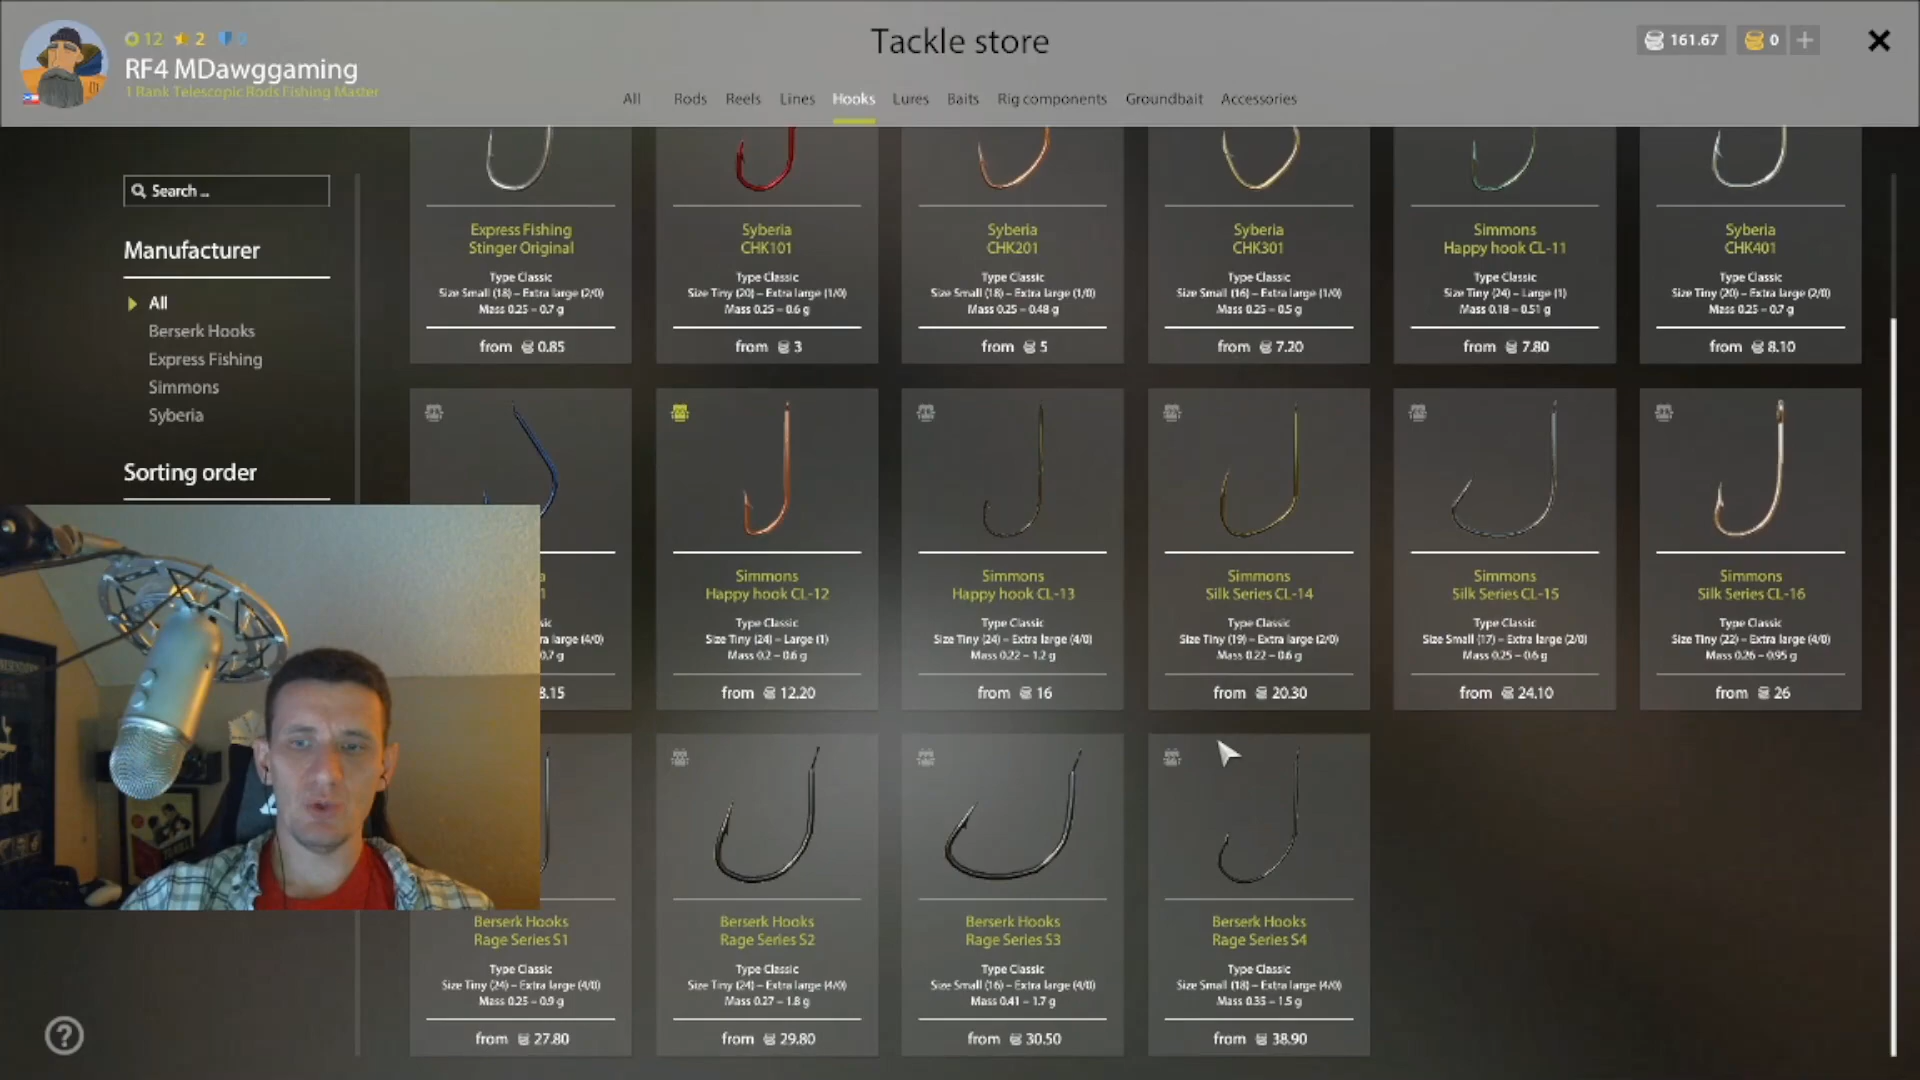 12 2
RF4 MDawggaming
1 Rank Telescopic Rods Fishing Master
Tackle store
161.67 0 +
All Rods Reels Lines Hooks Lures Baits Rig components Groundbait Accessories
Search ...
Manufacturer
All
Berserk Hooks
Express Fishing
Simmons
Syberia
Sorting order
Express Fishing
Stinger Original
Type Classic
Size Small (18) – Extra large (2/0)
Mass 0.25 – 0.7 g
from 0.85
Syberia
CHK101
Type Classic
Size Tiny (20) – Extra large (1/0)
Mass 0.25 – 0.6 g
from 3
Syberia
CHK201
Type Classic
Size Small (18) – Extra large (1/0)
Mass 0.25 – 0.48 g
from 5
Syberia
CHK301
Type Classic
Size Small (16) – Extra large (1/0)
Mass 0.25 – 0.5 g
from 7.20
Simmons
Happy hook CL-11
Type Classic
Size Tiny (24) – Large (1)
Mass 0.18 – 0.51 g
from 7.80
Syberia
CHK401
Type Classic
Size Tiny (20) – Extra large (2/0)
Mass 0.25 – 0.7 g
from 8.10
large (4/0)
0.7 g
8.15
Simmons
Happy hook CL-12
Type Classic
Size Tiny (24) – Large (1)
Mass 0.2 – 0.6 g
from 12.20
Simmons
Happy hook CL-13
Type Classic
Size Tiny (24) – Extra large (4/0)
Mass 0.22 – 1.2 g
from 16
Simmons
Silk Series CL-14
Type Classic
Size Tiny (19) – Extra large (2/0)
Mass 0.22 – 0.6 g
from 20.30
Simmons
Silk Series CL-15
Type Classic
Size Small (17) – Extra large (2/0)
Mass 0.25 – 0.6 g
from 24.10
Simmons
Silk Series CL-16
Type Classic
Size Tiny (22) – Extra large (4/0)
Mass 0.26 – 0.95 g
from 26
Berserk Hooks
Rage Series S1
Type Classic
Size Tiny (24) – Extra large (4/0)
Mass 0.25 – 0.9 g
from 27.80
Berserk Hooks
Rage Series S2
Type Classic
Size Tiny (24) – Extra large (4/0)
Mass 0.27 – 1.8 g
from 29.80
Berserk Hooks
Rage Series S3
Type Classic
Size Small (16) – Extra large (4/0)
Mass 0.41 – 1.7 g
from 30.50
Berserk Hooks
Rage Series S4
Type Classic
Size Small (18) – Extra large (4/0)
Mass 0.35 – 1.5 g
from 38.90
?